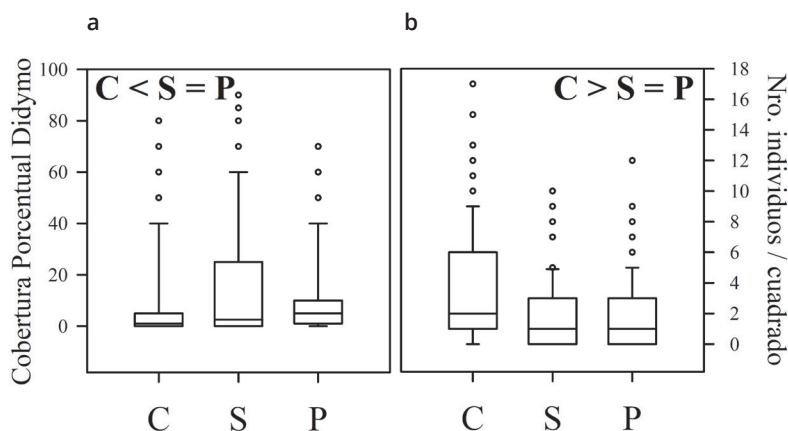 a
b
C < S = P
C > S = P
Cobertura Porcentual Didymo
100
80
60
40
20
0
18
16
14
12
10
8
6
4
2
0
Nro. individuos / cuadrado
C S P
C S P